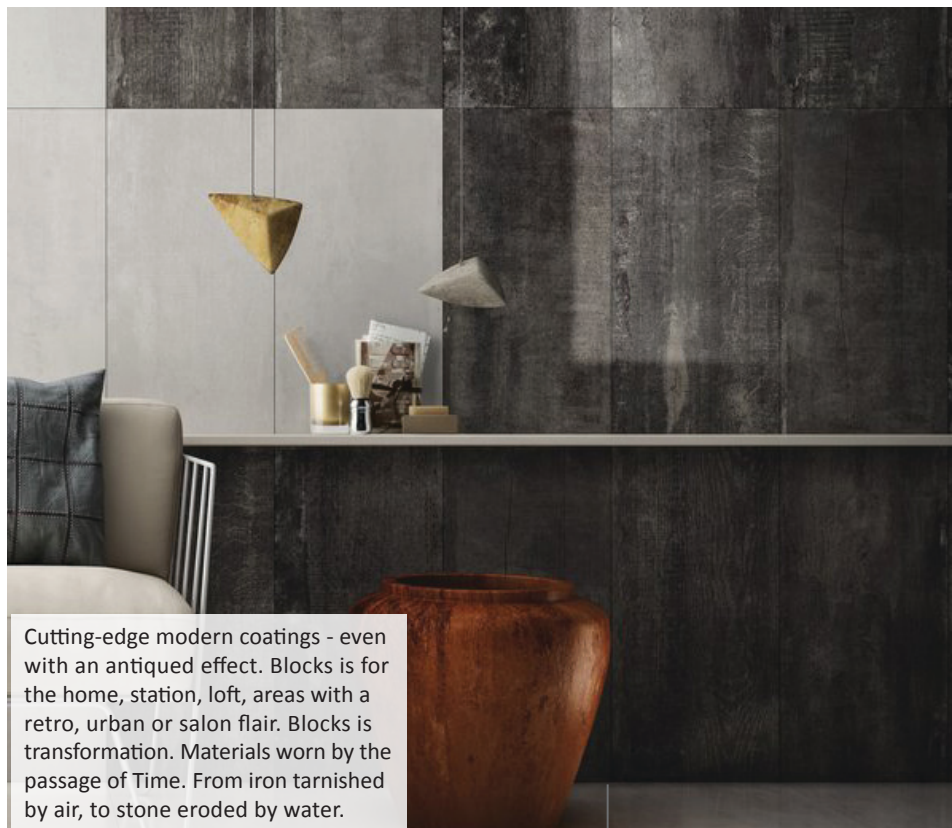 Cutting-edge modern coatings - even
with an antiqued effect. Blocks is for
the home, station, loft, areas with a
retro, urban or salon flair. Blocks is
transformation. Materials worn by the
passage of Time. From iron tarnished
by air, to stone eroded by water.